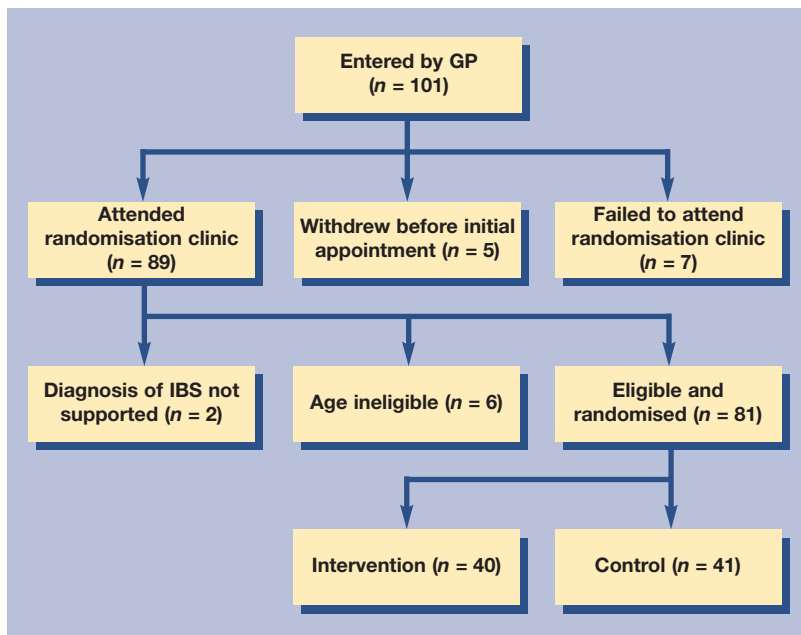 Entered by GP
(n = 101)
Attended
randomisation clinic
(n = 89)
Withdrew before initial
appointment (n = 5)
Failed to attend
randomisation clinic
(n = 7)
Diagnosis of IBS not
supported (n = 2)
Age ineligible (n = 6)
Eligible and
randomised (n = 81)
Intervention (n = 40)
Control (n = 41)